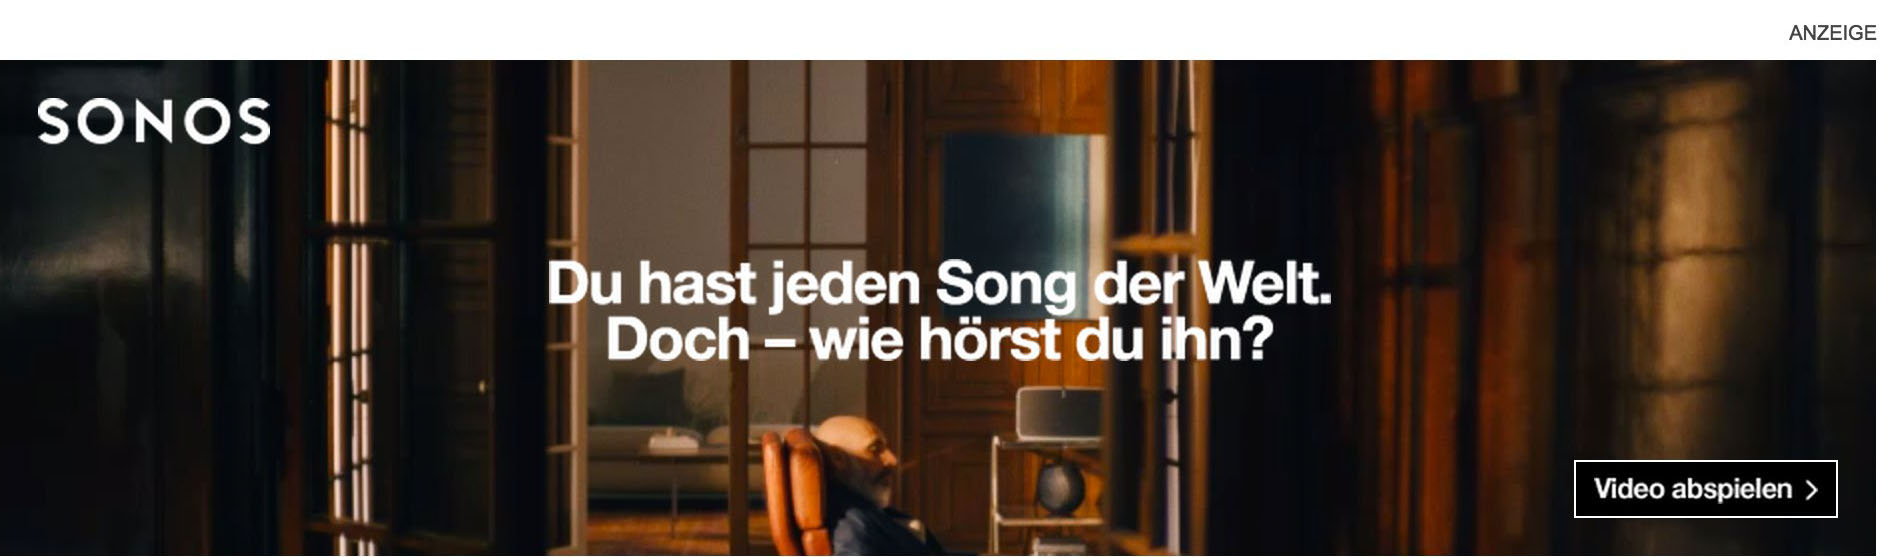 ANZEIGE
SONOS
Du hast jeden Song der Welt.
Doch – wie hörst du ihn?
Video abspielen